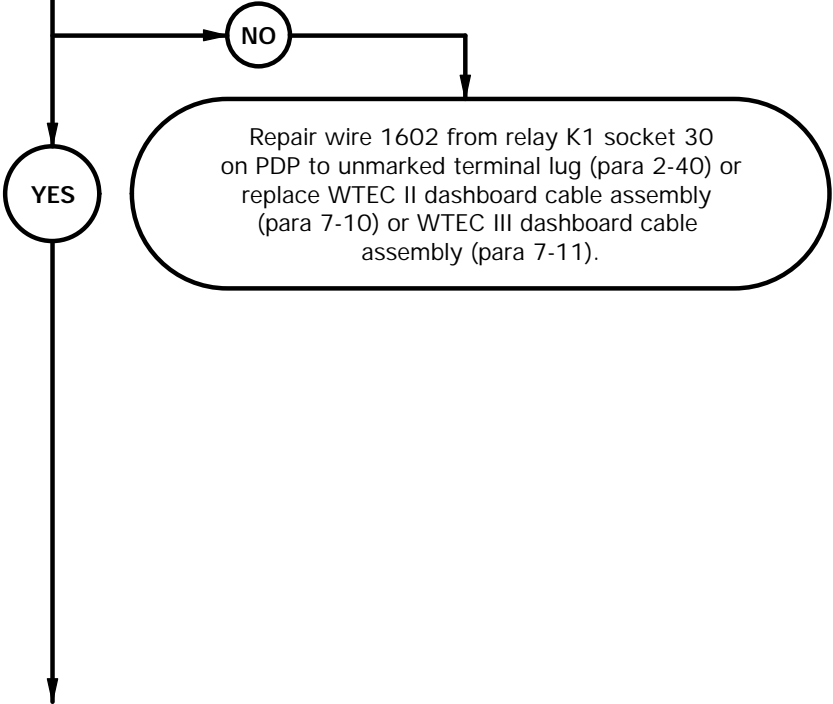 NO
YES
Repair wire 1602 from relay K1 socket 30
on PDP to unmarked terminal lug (para 2-40) or
replace WTEC II dashboard cable assembly
(para 7-10) or WTEC III dashboard cable
assembly (para 7-11).